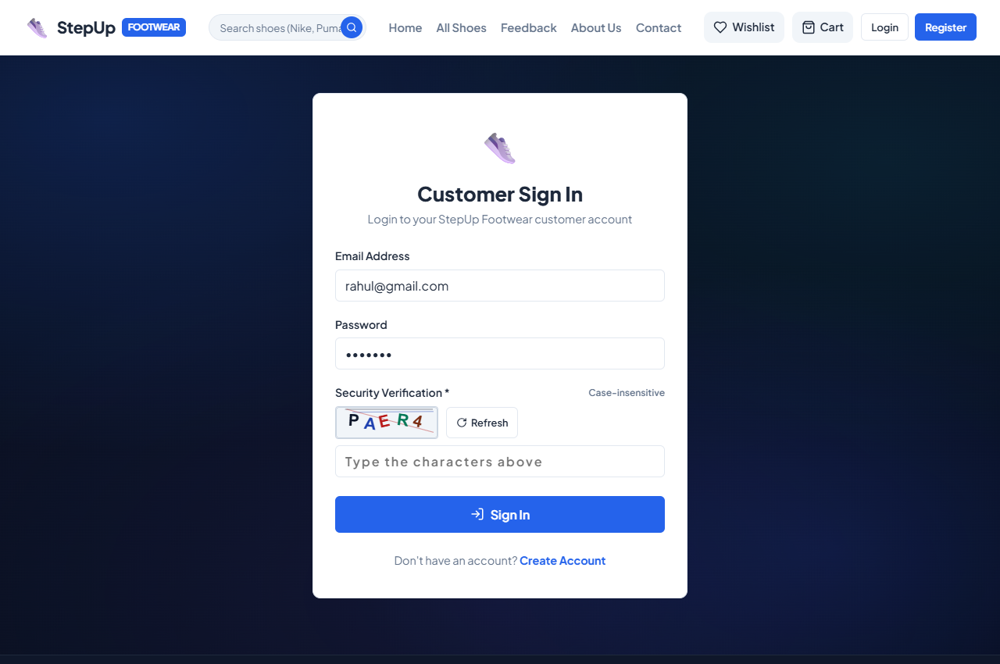 StepUp FOOTWEAR Search shoes (Nike, Puma Home All Shoes Feedback About Us Contact Wishlist Cart Login Register
Customer Sign In
Login to your StepUp Footwear customer account
Email Address
rahul@gmail.com
Password
•••••••
Security Verification * Case-insensitive
PAER4 Refresh
Type the characters above
Sign In
Don't have an account? Create Account